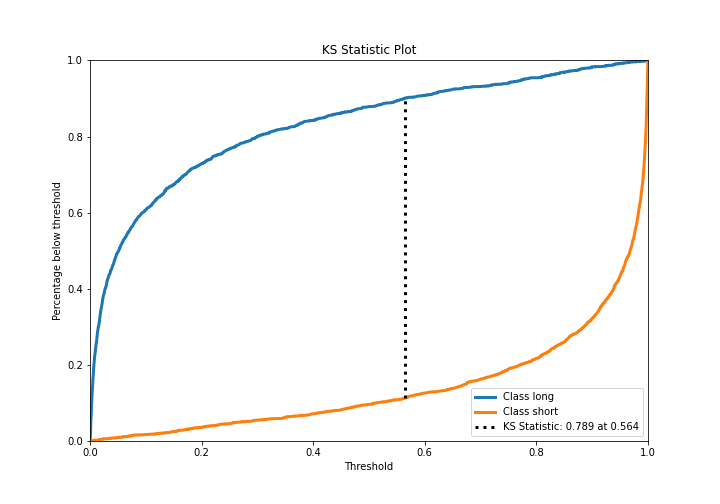 KS Statistic Plot
1.0
0.8
0.6
0.4
0.2
0.0
Percentage below threshold
0.0 0.2 0.4 0.6 0.8 1.0
Threshold
Class long
Class short
KS Statistic: 0.789 at 0.564